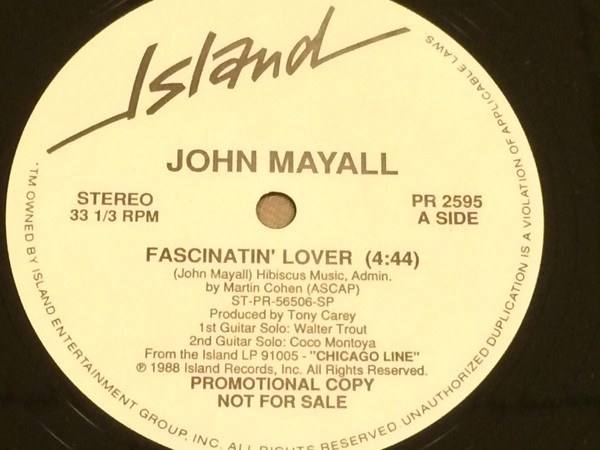 Island
JOHN MAYALL
STEREO
33 1/3 RPM
PR 2595
A SIDE
FASCINATIN' LOVER (4:44)
(John Mayall) Hibiscus Music, Admin.
by Martin Cohen (ASCAP)
ST-PR-56506-SP
Produced by Tony Carey
1st Guitar Solo: Walter Trout
2nd Guitar Solo: Coco Montoya
From the Island LP 91005 - "CHICAGO LINE"
℗ 1988 Island Records, Inc. All Rights Reserved.
PROMOTIONAL COPY
NOT FOR SALE
*TM OWNED BY ISLAND ENTERTAINMENT GROUP, INC. ALL RIGHTS RESERVED UNAUTHORIZED DUPLICATION IS A VIOLATION OF APPLICABLE LAWS